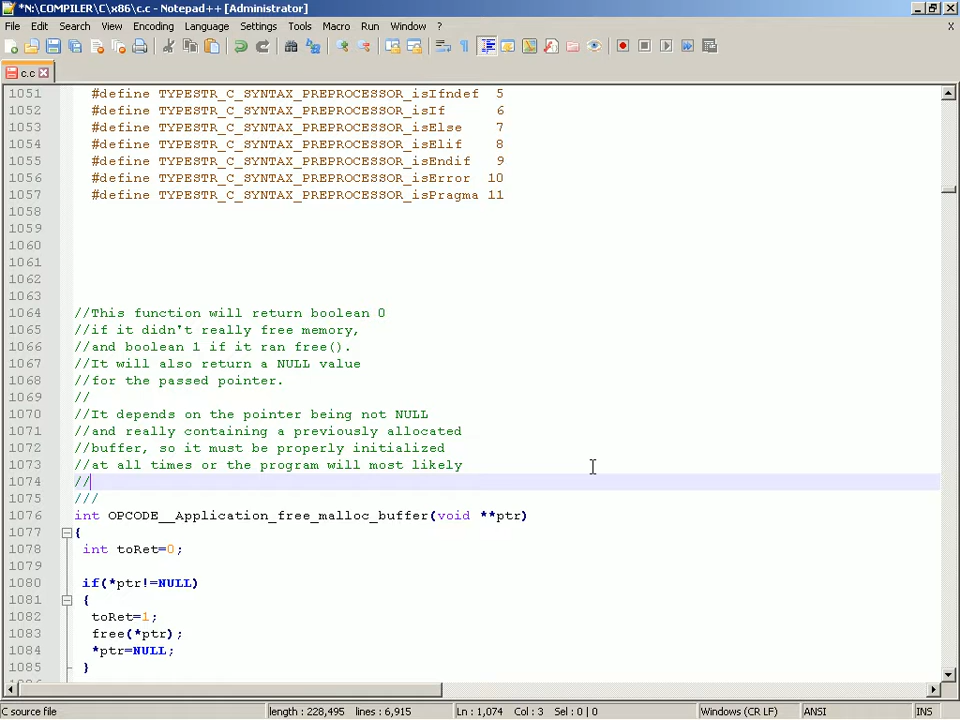 *N:\COMPILER\C\x86\c.c - Notepad++ [Administrator]
File Edit Search View Encoding Language Settings Tools Macro Run Window ? X
c.c
1051 #define TYPESTR_C_SYNTAX_PREPROCESSOR_isIfndef 5
1052 #define TYPESTR_C_SYNTAX_PREPROCESSOR_isIf 6
1053 #define TYPESTR_C_SYNTAX_PREPROCESSOR_isElse 7
1054 #define TYPESTR_C_SYNTAX_PREPROCESSOR_isElif 8
1055 #define TYPESTR_C_SYNTAX_PREPROCESSOR_isEndif 9
1056 #define TYPESTR_C_SYNTAX_PREPROCESSOR_isError 10
1057 #define TYPESTR_C_SYNTAX_PREPROCESSOR_isPragma 11
1058
1059
1060
1061
1062
1063
1064 //This function will return boolean 0
1065 //if it didn't really free memory,
1066 //and boolean 1 if it ran free().
1067 //It will also return a NULL value
1068 //for the passed pointer.
1069 //
1070 //It depends on the pointer being not NULL
1071 //and really containing a previously allocated
1072 //buffer, so it must be properly initialized
1073 //at all times or the program will most likely
1074 //
1075 ///
1076 int OPCODE__Application_free_malloc_buffer(void **ptr)
1077 {
1078 int toRet=0;
1079
1080 if(*ptr!=NULL)
1081 {
1082 toRet=1;
1083 free(*ptr);
1084 *ptr=NULL;
1085 }
C source file length : 228,495 lines : 6,915 Ln : 1,074 Col : 3 Sel : 0 | 0 Windows (CR LF) ANSI INS